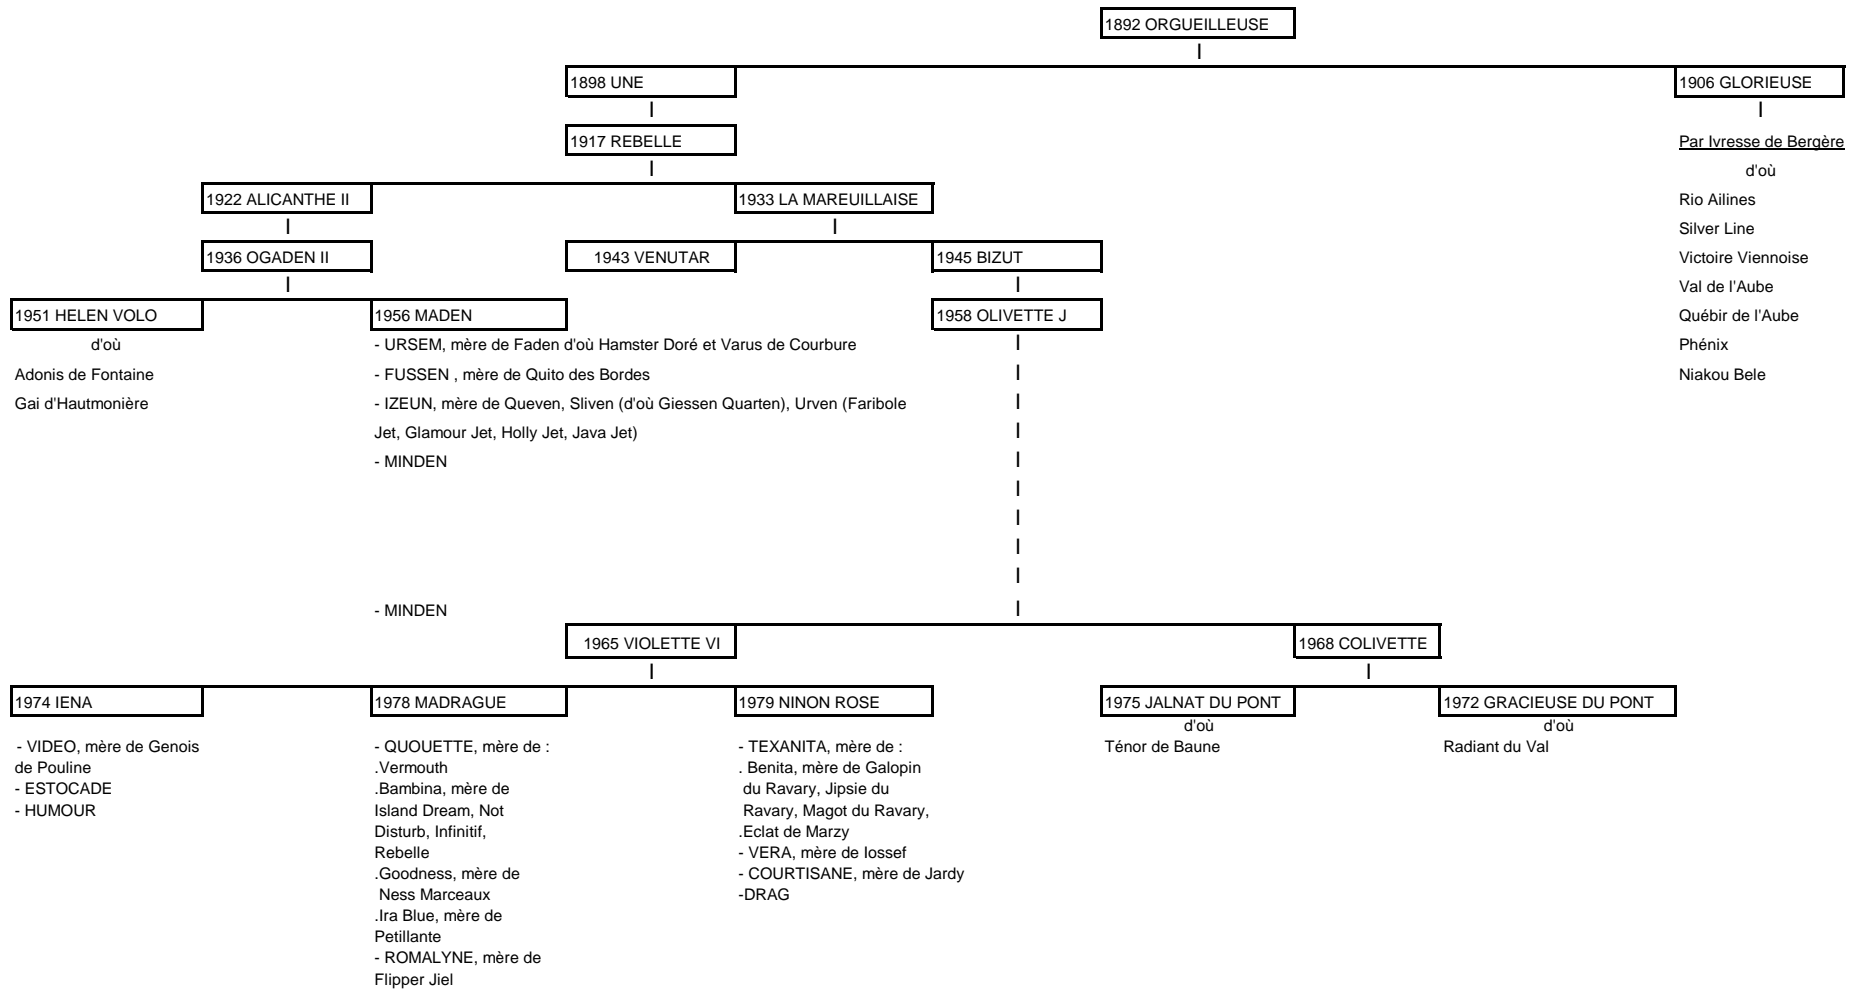 1892 ORGUEILLEUSE
1898 UNE
1906 GLORIEUSE
1917 REBELLE
Par Ivresse de Bergère
d'où
Rio Ailines
Silver Line
Victoire Viennoise
Val de l'Aube
Québir de l'Aube
Phénix
Niakou Bele
1922 ALICANTHE II
1933 LA MAREUILLAISE
1936 OGADEN II
1943 VENUTAR
1945 BIZUT
1951 HELEN VOLO
d'où
Adonis de Fontaine
Gai d'Hautmonière
1956 MADEN
- URSEM, mère de Faden d'où Hamster Doré et Varus de Courbure
- FUSSEN , mère de Quito des Bordes
- IZEUN, mère de Queven, Sliven (d'où Giessen Quarten), Urven (Faribole
Jet, Glamour Jet, Holly Jet, Java Jet)
- MINDEN
- MINDEN
1958 OLIVETTE J
1965 VIOLETTE VI
1968 COLIVETTE
1974 IENA
- VIDEO, mère de Genois
de Pouline
- ESTOCADE
- HUMOUR
1978 MADRAGUE
- QUOUETTE, mère de :
.Vermouth
.Bambina, mère de
Island Dream, Not
Disturb, Infinitif,
Rebelle
.Goodness, mère de
Ness Marceaux
.Ira Blue, mère de
Petillante
- ROMALYNE, mère de
Flipper Jiel
1979 NINON ROSE
- TEXANITA, mère de :
. Benita, mère de Galopin
du Ravary, Jipsie du
Ravary, Magot du Ravary,
.Eclat de Marzy
- VERA, mère de Iossef
- COURTISANE, mère de Jardy
-DRAG
1975 JALNAT DU PONT
d'où
Ténor de Baune
1972 GRACIEUSE DU PONT
d'où
Radiant du Val